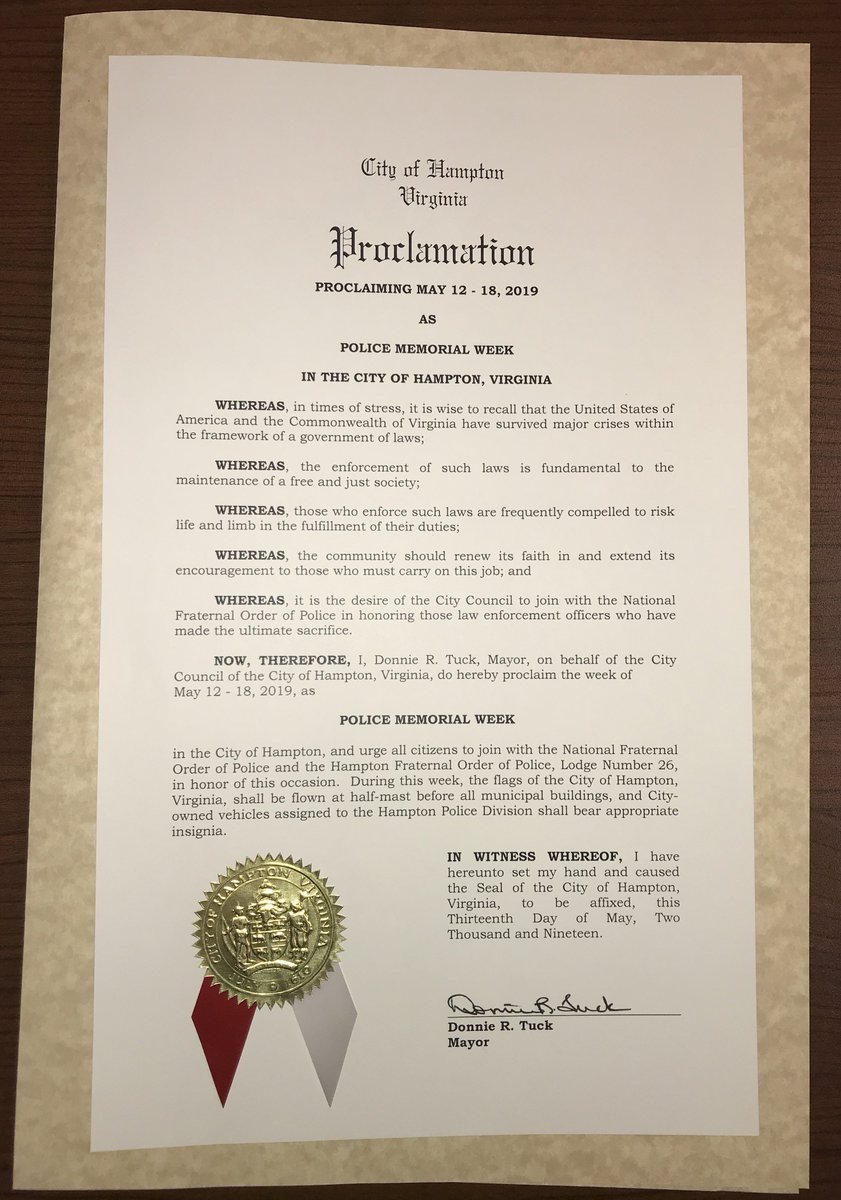 City of Hampton
Virginia
Proclamation
PROCLAIMING MAY 12 - 18, 2019
AS
POLICE MEMORIAL WEEK
IN THE CITY OF HAMPTON, VIRGINIA
WHEREAS, in times of stress, it is wise to recall that the United States of
America and the Commonwealth of Virginia have survived major crises within
the framework of a government of laws;
WHEREAS, the enforcement of such laws is fundamental to the
maintenance of a free and just society;
WHEREAS, those who enforce such laws are frequently compelled to risk
life and limb in the fulfillment of their duties;
WHEREAS, the community should renew its faith in and extend its
encouragement to those who must carry on this job; and
WHEREAS, it is the desire of the City Council to join with the National
Fraternal Order of Police in honoring those law enforcement officers who have
made the ultimate sacrifice.
NOW, THEREFORE, I, Donnie R. Tuck, Mayor, on behalf of the City
Council of the City of Hampton, Virginia, do hereby proclaim the week of
May 12 - 18, 2019, as
POLICE MEMORIAL WEEK
in the City of Hampton, and urge all citizens to join with the National Fraternal
Order of Police and the Hampton Fraternal Order of Police, Lodge Number 26,
in honor of this occasion. During this week, the flags of the City of Hampton,
Virginia, shall be flown at half-mast before all municipal buildings, and City-
owned vehicles assigned to the Hampton Police Division shall bear appropriate
insignia.
IN WITNESS WHEREOF, I have
hereunto set my hand and caused
the Seal of the City of Hampton,
Virginia, to be affixed, this
Thirteenth Day of May, Two
Thousand and Nineteen.
CITY OF HAMPTON VIRGINIA
JULY 9 1610
Donnie R. Tuck
Donnie R. Tuck
Mayor